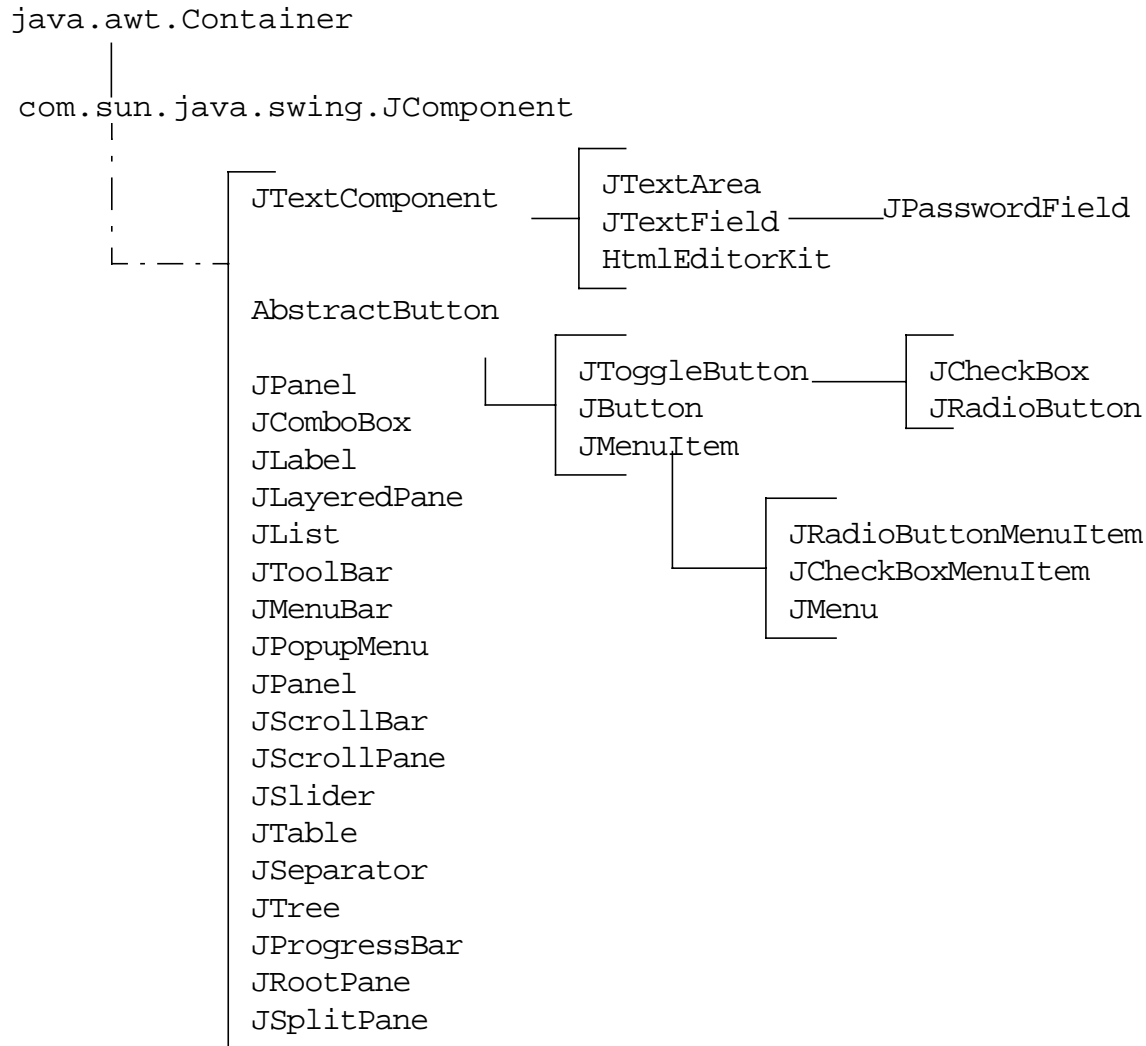 java.awt.Container
com.sun.java.swing.JComponent
JTextComponent
JTextArea
JTextField
HtmlEditorKit
JPasswordField
AbstractButton
JToggleButton
JButton
JMenuItem
JCheckBox
JRadioButton
JRadioButtonMenuItem
JCheckBoxMenuItem
JMenu
JPanel
JComboBox
JLabel
JLayeredPane
JList
JToolBar
JMenuBar
JPopupMenu
JPanel
JScrollBar
JScrollPane
JSlider
JTable
JSeparator
JTree
JProgressBar
JRootPane
JSplitPane